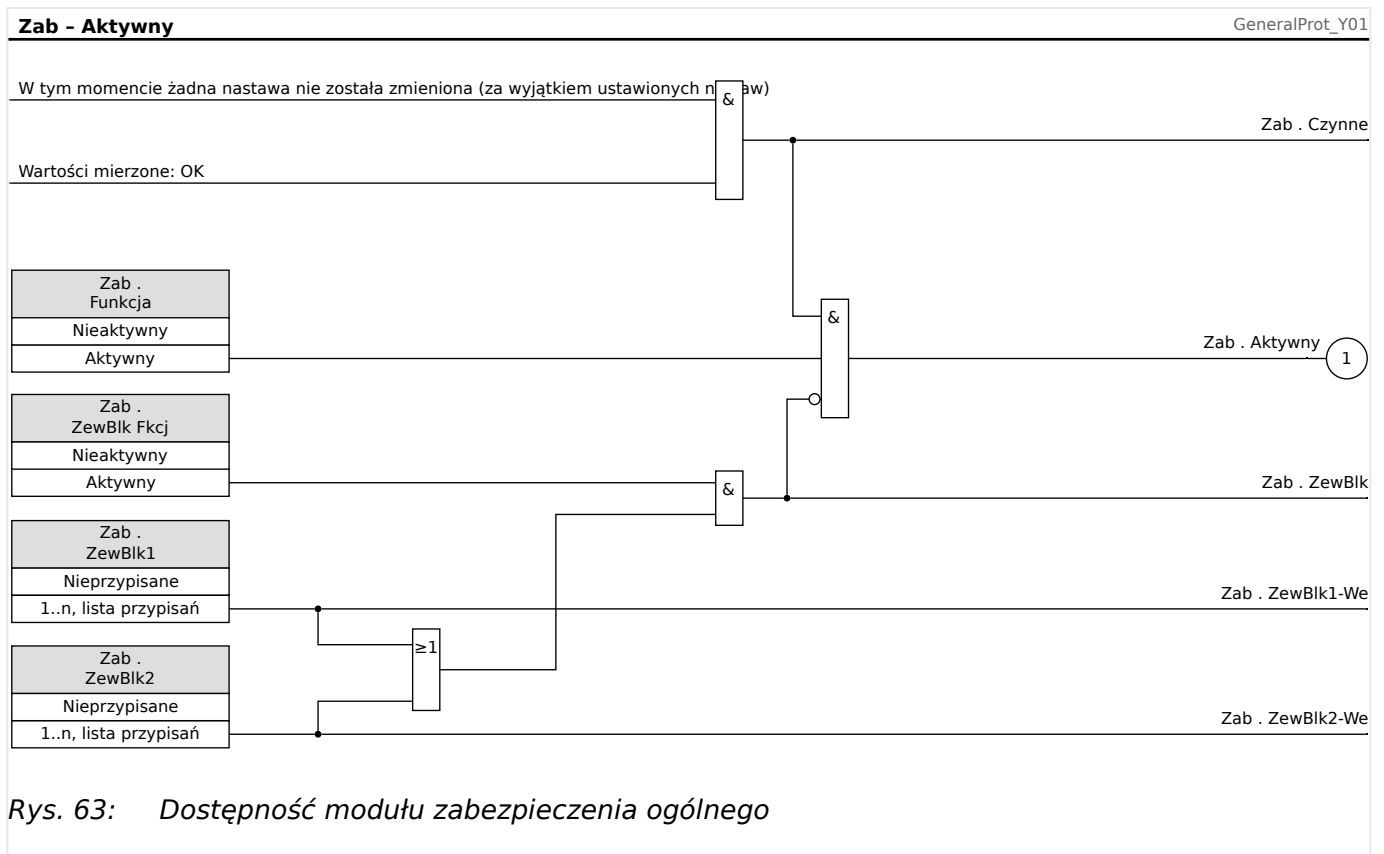 Zab – Aktywny
GeneralProt_Y01
W tym momencie żadna nastawa nie została zmieniona (za wyjątkiem ustawionych
&
Zab . Czynne
Wartości mierzone: OK
Zab .
Funkcja
Nieaktywny
Aktywny
&
Zab . Aktywny
1
Zab .
ZewBlk Fkcj
Nieaktywny
Aktywny
&
Zab . ZewBlk
Zab .
ZewBlk1
Nieprzypisane
1..n, lista przypisań
Zab . ZewBlk1-We
≥1
Zab .
ZewBlk2
Nieprzypisane
1..n, lista przypisań
Zab . ZewBlk2-We
Rys. 63: Dostępność modułu zabezpieczenia ogólnego